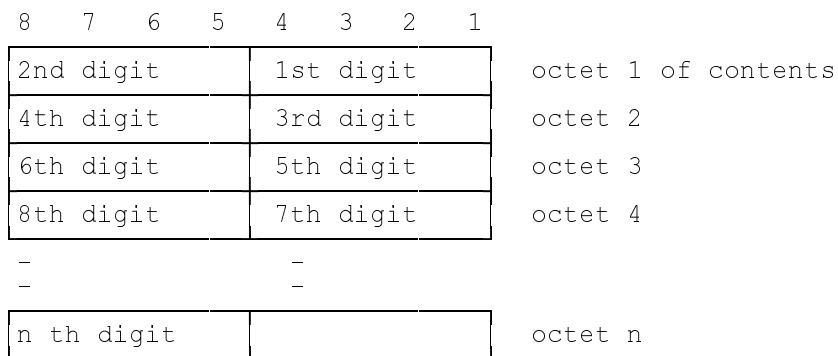 8 7 6 5 4 3 2 1
2nd digit 1st digit octet 1 of contents
4th digit 3rd digit octet 2
6th digit 5th digit octet 3
8th digit 7th digit octet 4
- -
- -
n th digit octet n